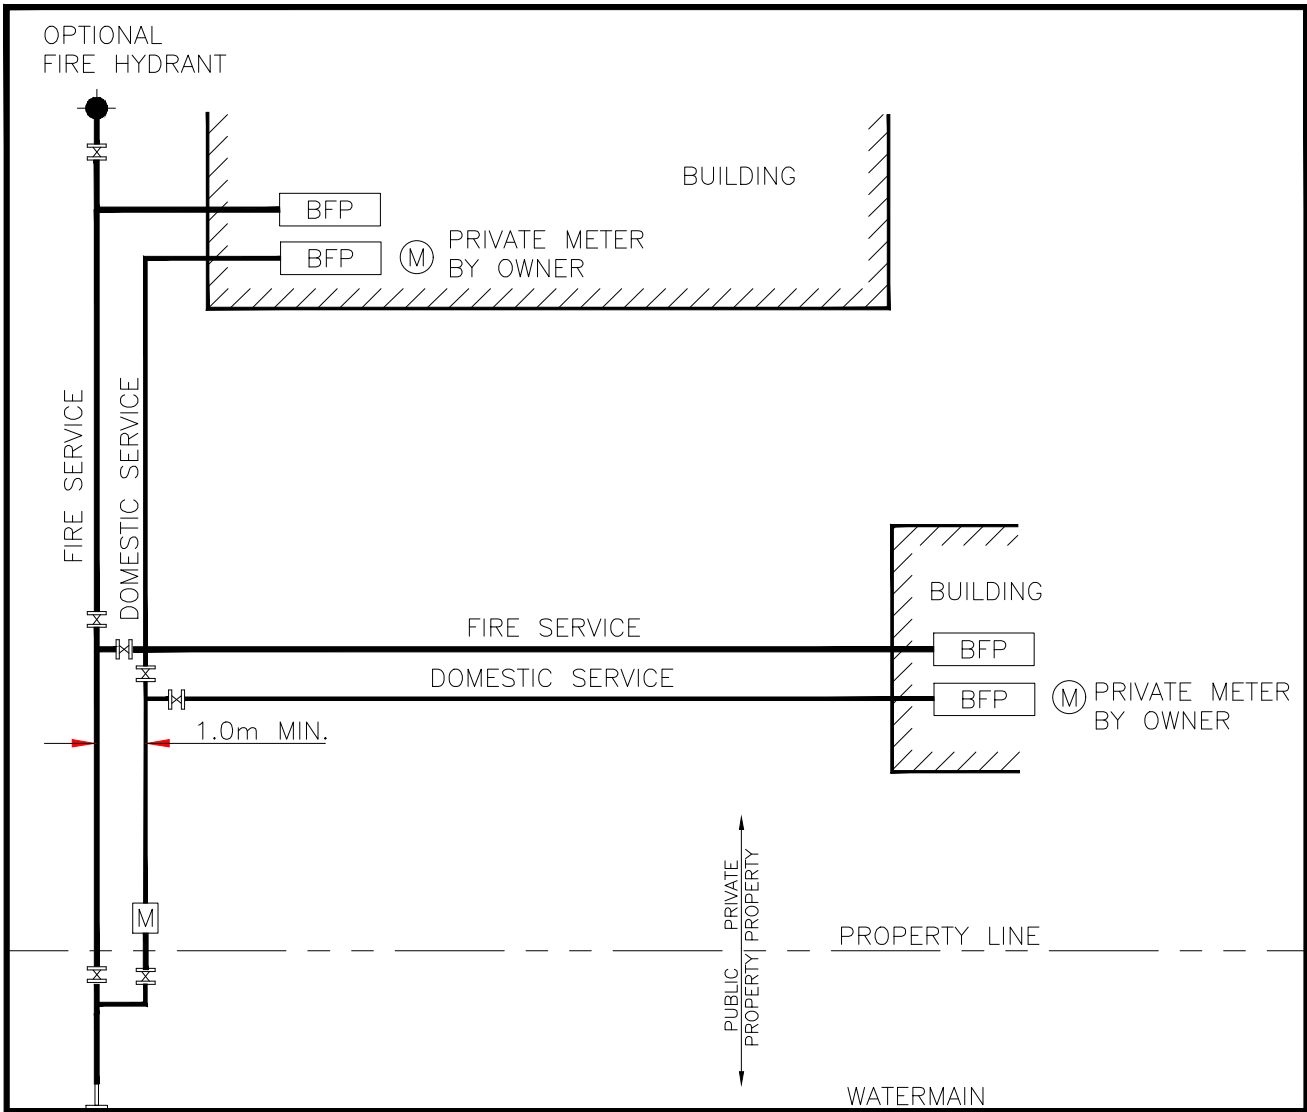 OPTIONAL
FIRE HYDRANT
BUILDING
BFP
BFP
M
PRIVATE METER
BY OWNER
FIRE SERVICE
DOMESTIC SERVICE
BUILDING
FIRE SERVICE
BFP
DOMESTIC SERVICE
BFP
M
PRIVATE METER
BY OWNER
1.0m MIN.
M
PRIVATE
PROPERTY
PROPERTY LINE
PUBLIC
PROPERTY
WATERMAIN